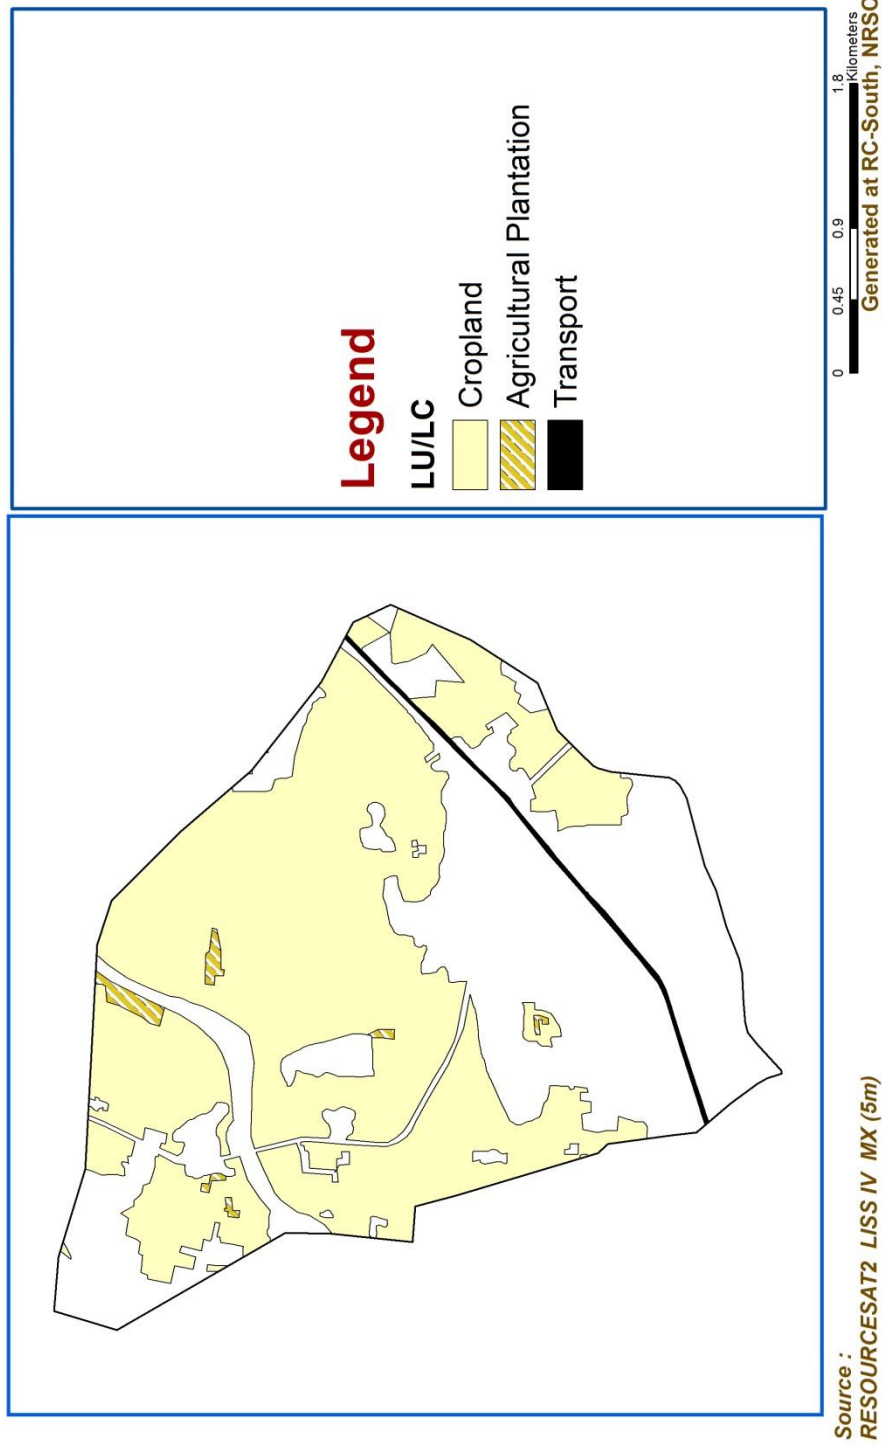 Legend
LU/LC
Cropland
Agricultural Plantation
Transport
Source :
RESOURCESAT2 LISS IV MX (5m)
0 0.45 0.9 1.8
Kilometers
Generated at RC-South, NRSC